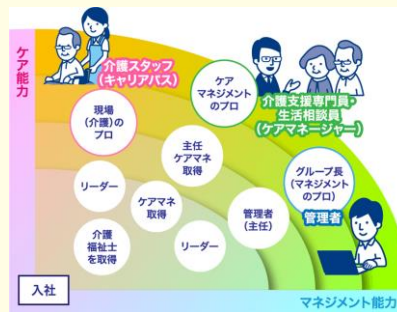 ケア能力
介護スタッフ
(キャリアパス)
ケア
マネジメント
のプロ
介護支援専門員・
生活相談員
(ケアマネージャー)
現場
(介護)の
プロ
主任
ケアマネ
取得
グループ長
(マネジメント
のプロ)
管理者
リーダー
ケアマネ
取得
管理者
(主任)
介護
福祉士
を取得
リーダー
入社
マネジメント能力